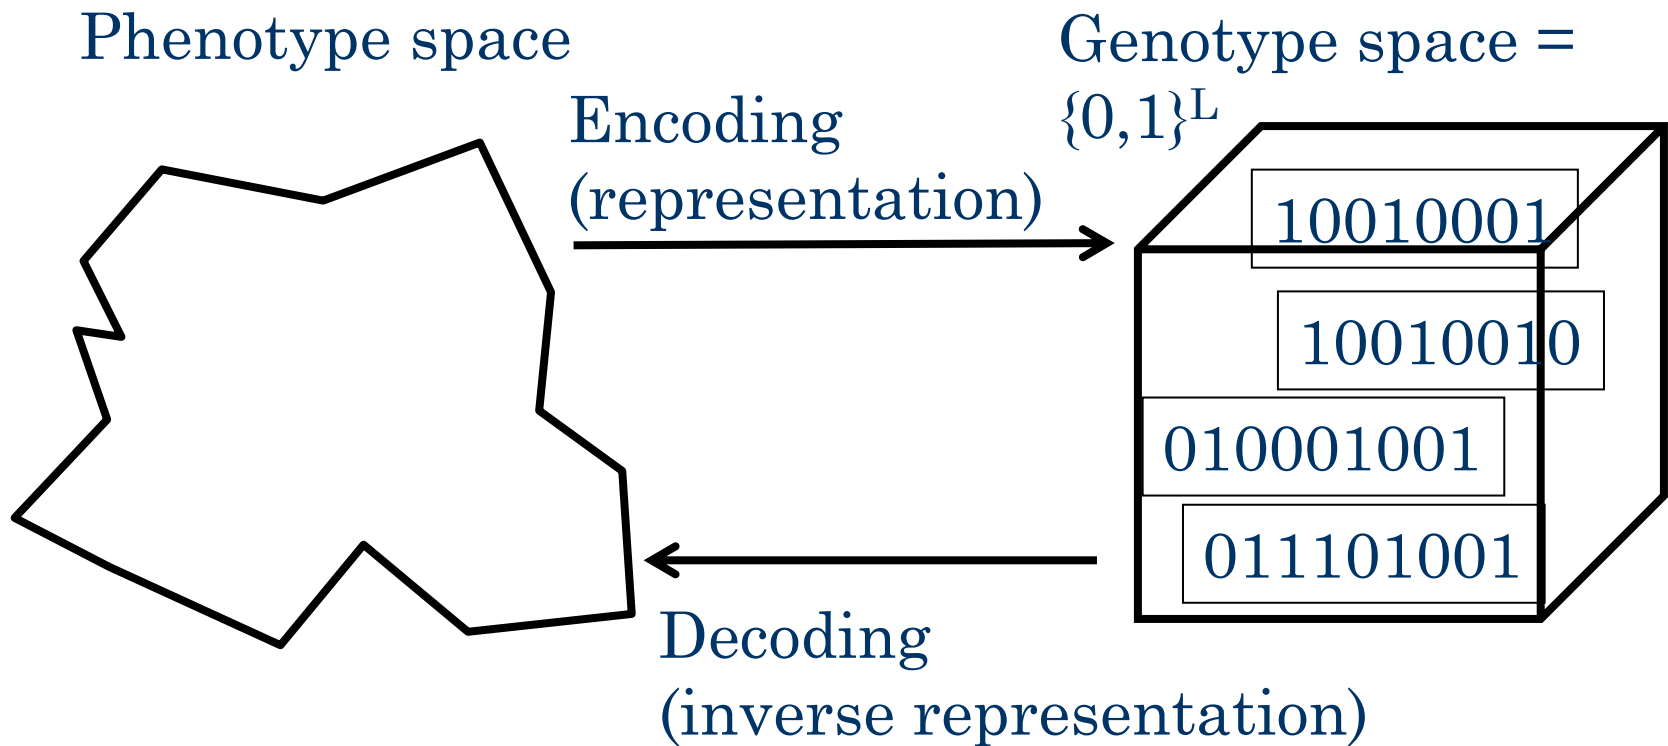 Phenotype space
Genotype space =
{0,1}ᴸ
Encoding
(representation)
10010001
10010010
010001001
011101001
Decoding
(inverse representation)